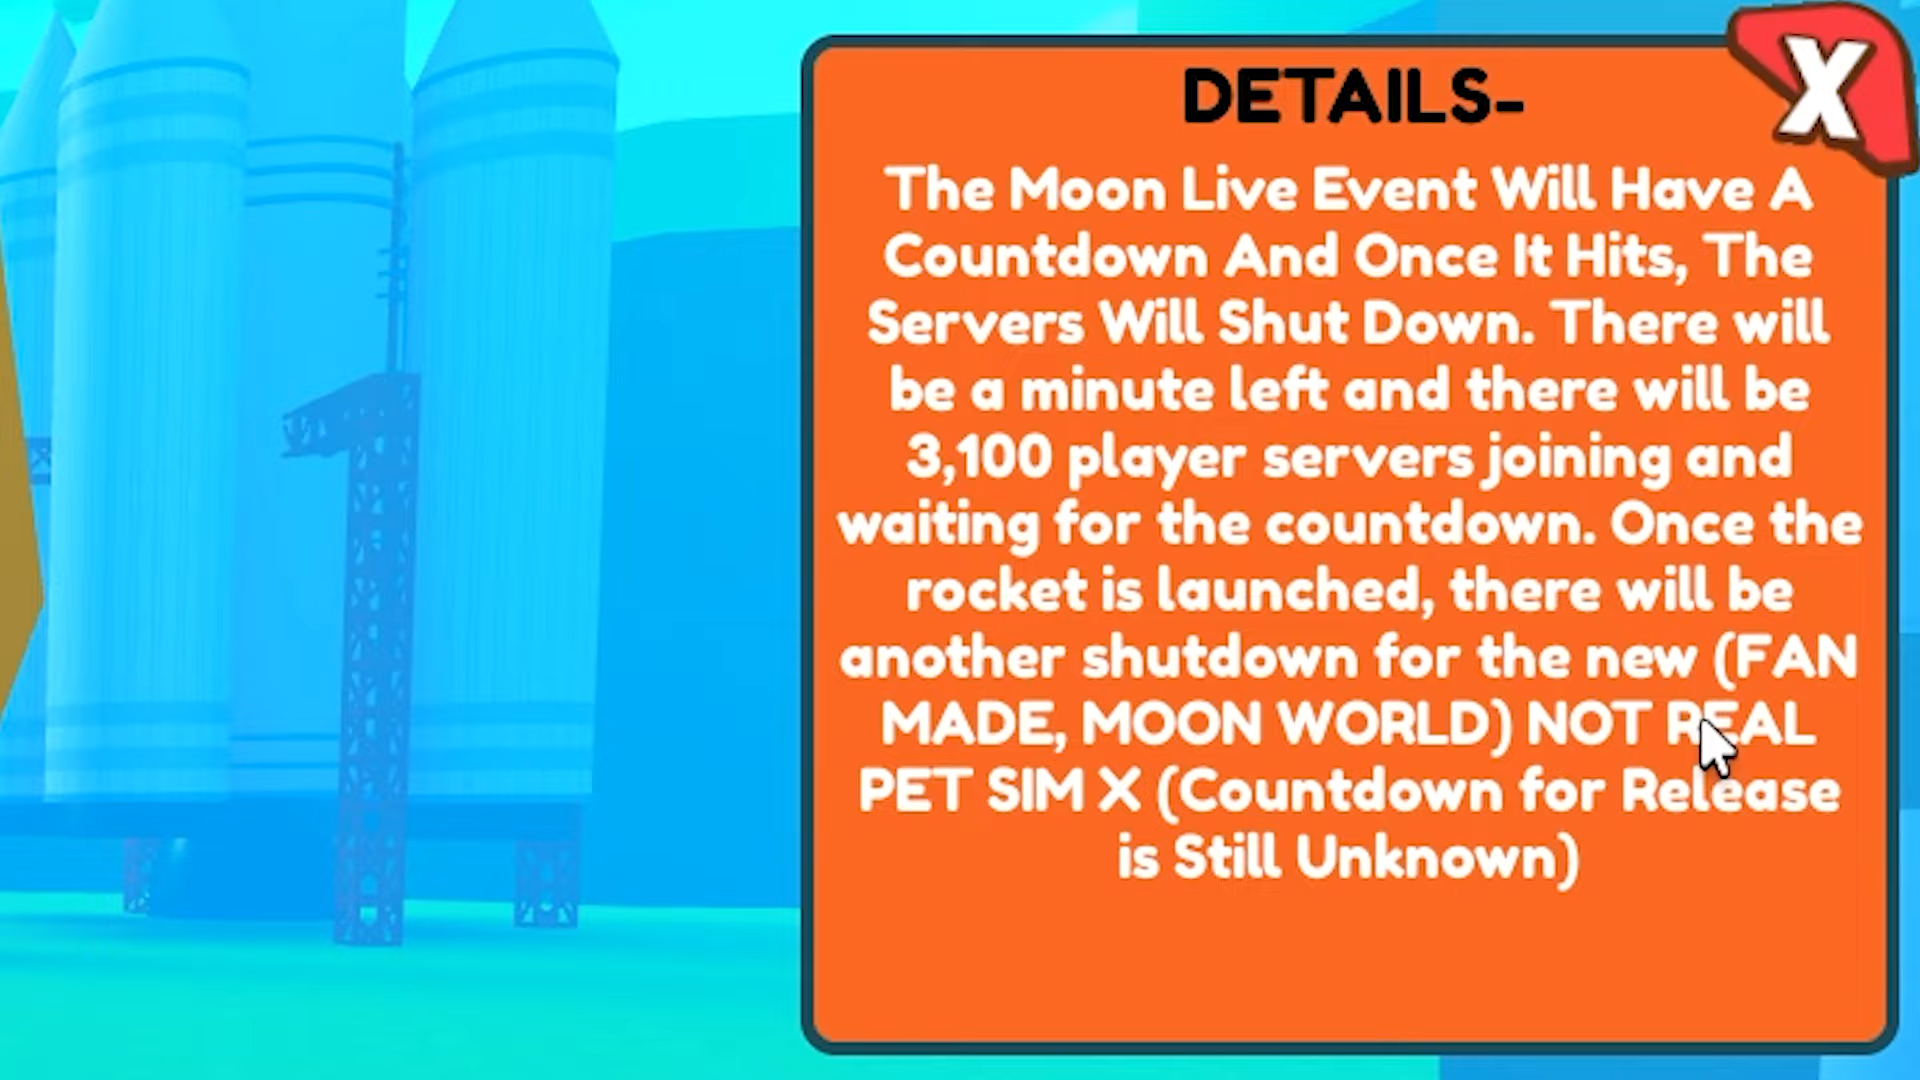 DETAILS-
X
The Moon Live Event Will Have A
Countdown And Once It Hits, The
Servers Will Shut Down. There will
be a minute left and there will be
3,100 player servers joining and
waiting for the countdown. Once the
rocket is launched, there will be
another shutdown for the new (FAN
MADE, MOON WORLD) NOT REAL
PET SIM X (Countdown for Release
is Still Unknown)